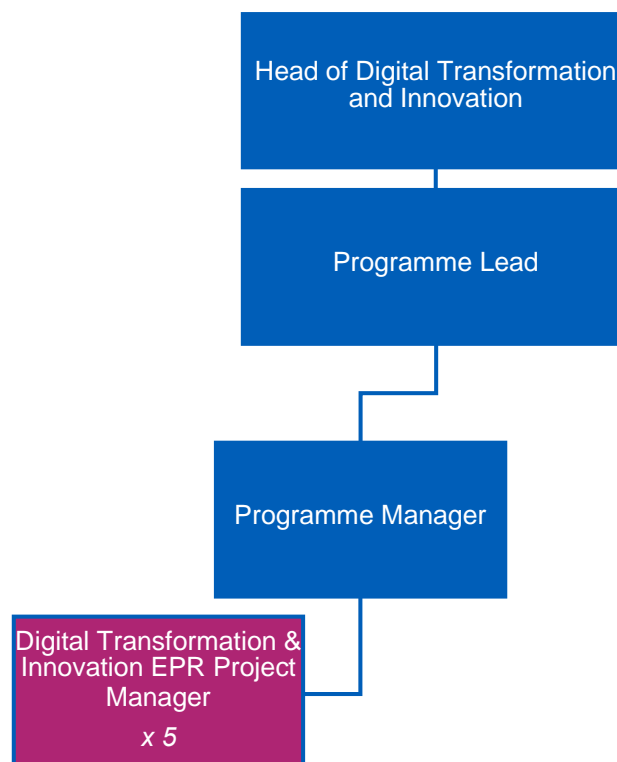 Head of Digital Transformation
and Innovation
Programme Lead
Programme Manager
Digital Transformation &
Innovation EPR Project
Manager
x 5